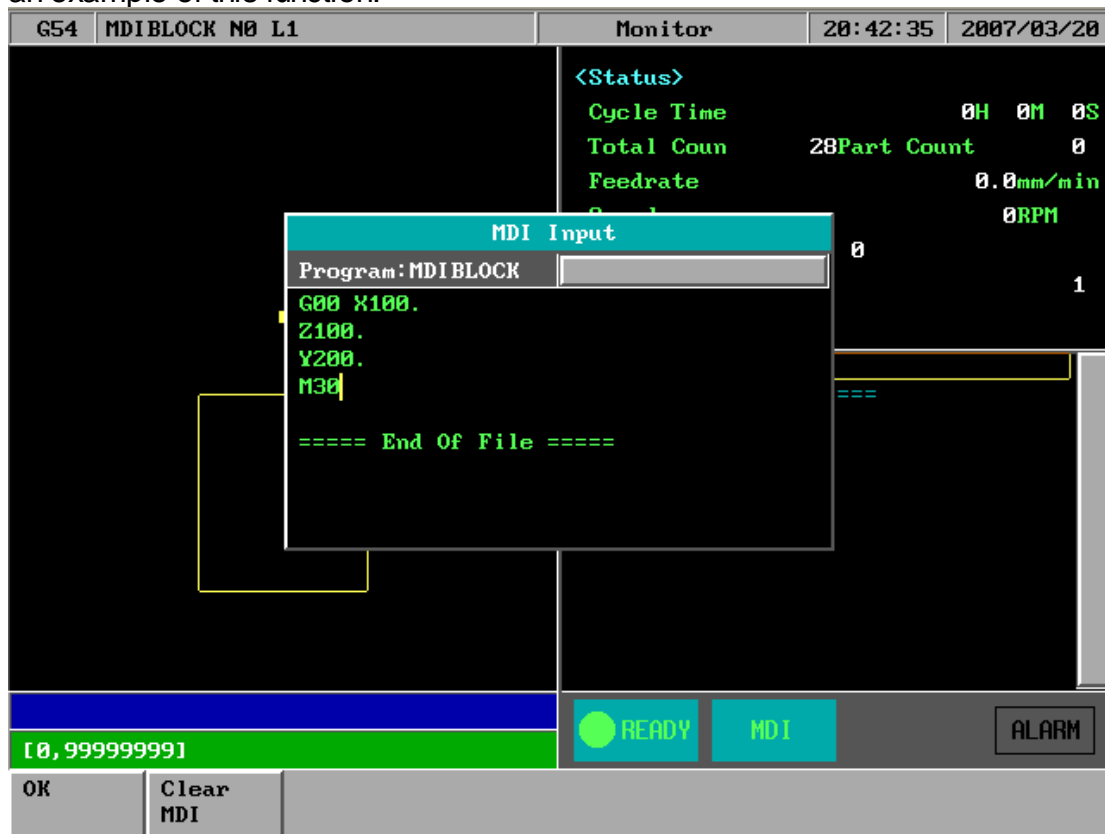 an example of this function.
G54 MDIBLOCK N0 L1 Monitor 20:42:35 2007/03/20
<Status>
Cycle Time 0H 0M 0S
Total Coun 28Part Count 0
Feedrate 0.0mm/min
0RPM
0
1
MDI Input
Program:MDIBLOCK
G00 X100.
Z100.
Y200.
M30
===== End Of File =====
===
READY MDI ALARM
[0,99999999]
OK Clear
MDI